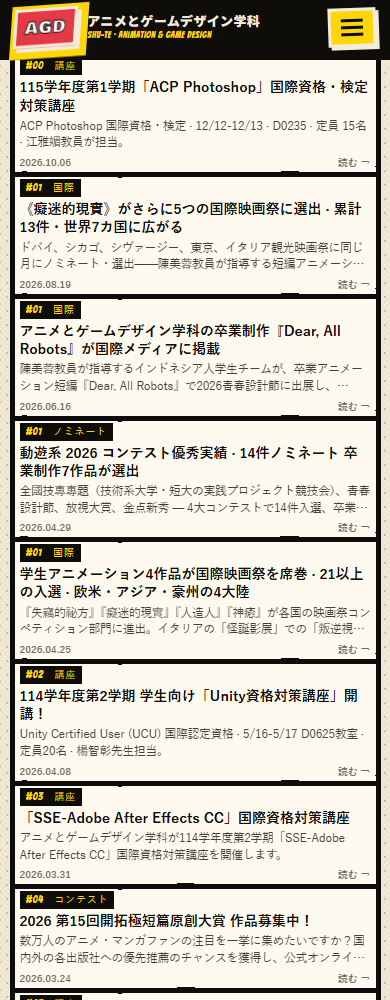 AGD
アニメとゲームデザイン学科
SHU-TE · ANIMATION & GAME DESIGN
#00 講座
115学年度第1学期「ACP Photoshop」国際資格・検定
対策講座
ACP Photoshop 国際資格・検定 · 12/12-12/13 · D0235 · 定員 15名
· 江雅媚教員が担当。
2026.10.06
読む →
#01 国際
《癡迷的現實》がさらに5つの国際映画祭に選出 · 累計
13件・世界7カ国に広がる
ドバイ、シカゴ、シヴァージー、東京、イタリア観光映画祭に同じ
月にノミネート・選出——陳美蓉教員が指導する短編アニメーシ…
2026.08.19
読む →
#01 国際
アニメとゲームデザイン学科の卒業制作『Dear, All
Robots』が国際メディアに掲載
陳美蓉教員が指導するインドネシア人学生チームが、卒業アニメー
ション短編『Dear, All Robots』で2026青春設計節に出展し、…
2026.06.16
読む →
#01 ノミネート
動遊系 2026 コンテスト優秀実績 · 14件ノミネート 卒
業制作7作品が選出
全國技專專題（技術系大学・短大の実践プロジェクト競技会）、青春
設計節、放視大賞、金点新秀 — 4大コンテストで14件入選、卒業…
2026.04.29
読む →
#01 国際
学生アニメーション4作品が国際映画祭を席巻 · 21以上
の入選 · 欧米・アジア・豪州の4大陸
『失竊的祕方』『癡迷的現實』『人造人』『神癒』が各国の映画祭コン
ペティション部門に進出。イタリアの「怪誕影展」での「叛逆視…
2026.04.25
読む →
#02 講座
114学年度第2学期 学生向け「Unity資格対策講座」開
講！
Unity Certified User (UCU) 国際認定資格 · 5/16-5/17 D0625教室 ·
定員20名 · 楊智彰先生担当。
2026.04.08
読む →
#03 講座
「SSE-Adobe After Effects CC」国際資格対策講座
アニメとゲームデザイン学科が114学年度第2学期「SSE-Adobe
After Effects CC」国際資格対策講座を開催します。
2026.03.31
読む →
#04 コンテスト
2026 第15回開拓極短篇原創大賞 作品募集中！
数万人のアニメ・マンガファンの注目を一挙に集めたいですか？国
内外の各出版社への優先推薦のチャンスを獲得し、公式オンライ…
2026.03.24
読む →